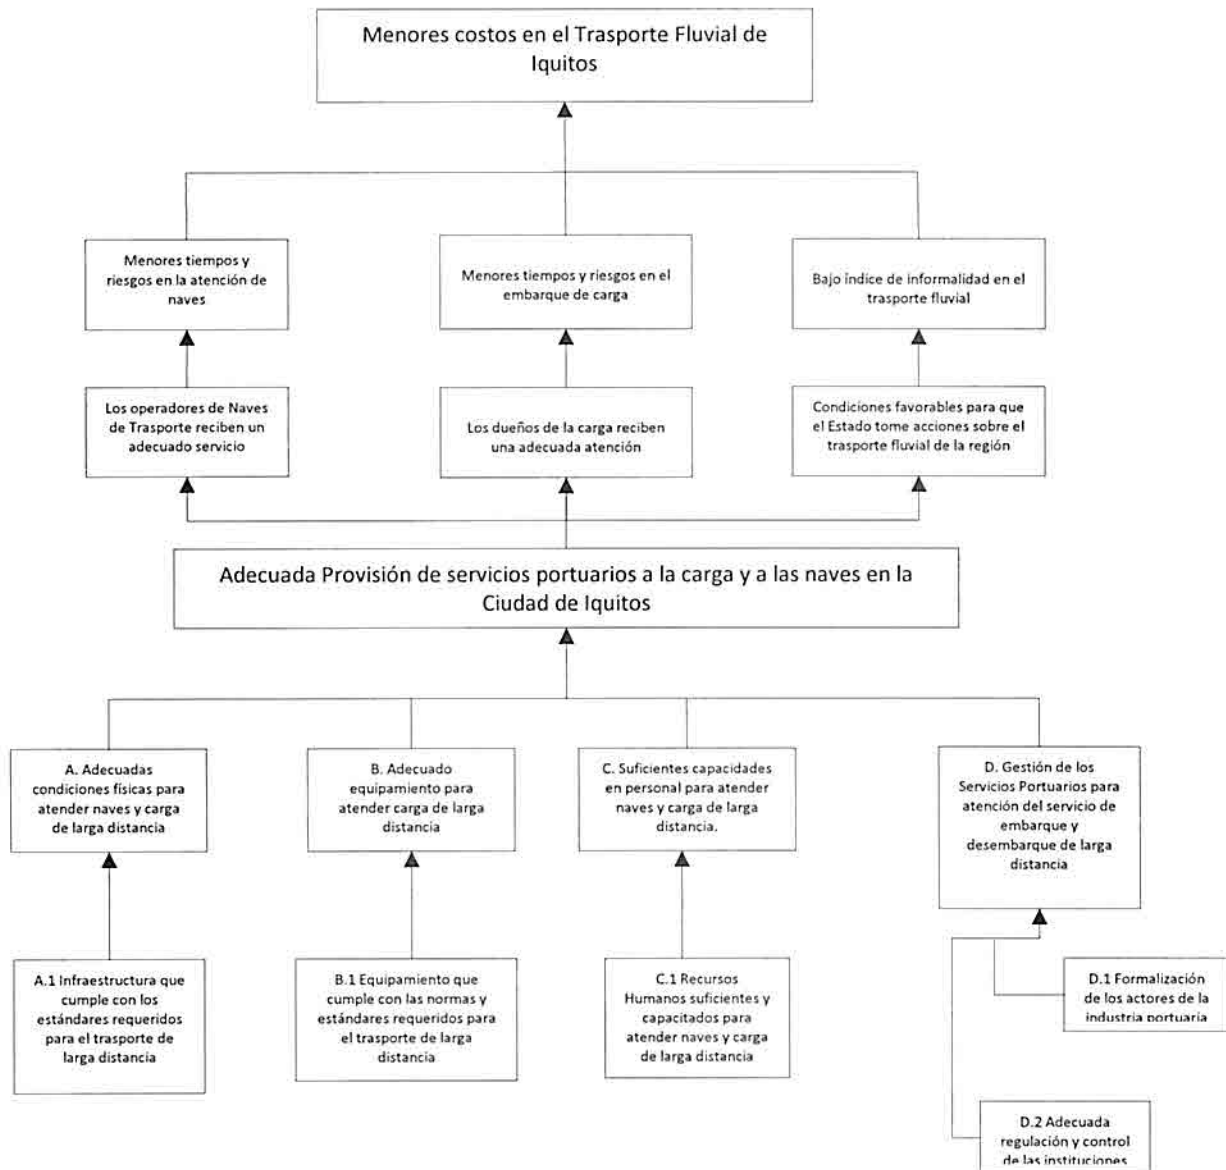 Menores costos en el Trasporte Fluvial de
Iquitos
Menores tiempos y
riesgos en la atención de
naves
Menores tiempos y riesgos en el
embarque de carga
Bajo índice de informalidad en el
trasporte fluvial
Los operadores de Naves
de Trasporte reciben un
adecuado servicio
Los dueños de la carga reciben
una adecuada atención
Condiciones favorables para que
el Estado tome acciones sobre el
trasporte fluvial de la región
Adecuada Provisión de servicios portuarios a la carga y a las naves en la
Ciudad de Iquitos
A. Adecuadas
condiciones físicas para
atender naves y carga
de larga distancia
B. Adecuado
equipamiento para
atender carga de larga
distancia
C. Suficientes capacidades
en personal para atender
naves y carga de larga
distancia.
D. Gestión de los
Servicios Portuarios para
atención del servicio de
embarque y
desembarque de larga
distancia
A.1 Infraestructura que
cumple con los
estándares requeridos
para el trasporte de
larga distancia
B.1 Equipamiento que
cumple con las normas y
estándares requeridos para
el trasporte de larga
distancia
C.1 Recursos
Humanos suficientes y
capacitados para
atender naves y carga
de larga distancia
D.1 Formalización
de los actores de la
industria portuaria
D.2 Adecuada
regulación y control
de las instituciones